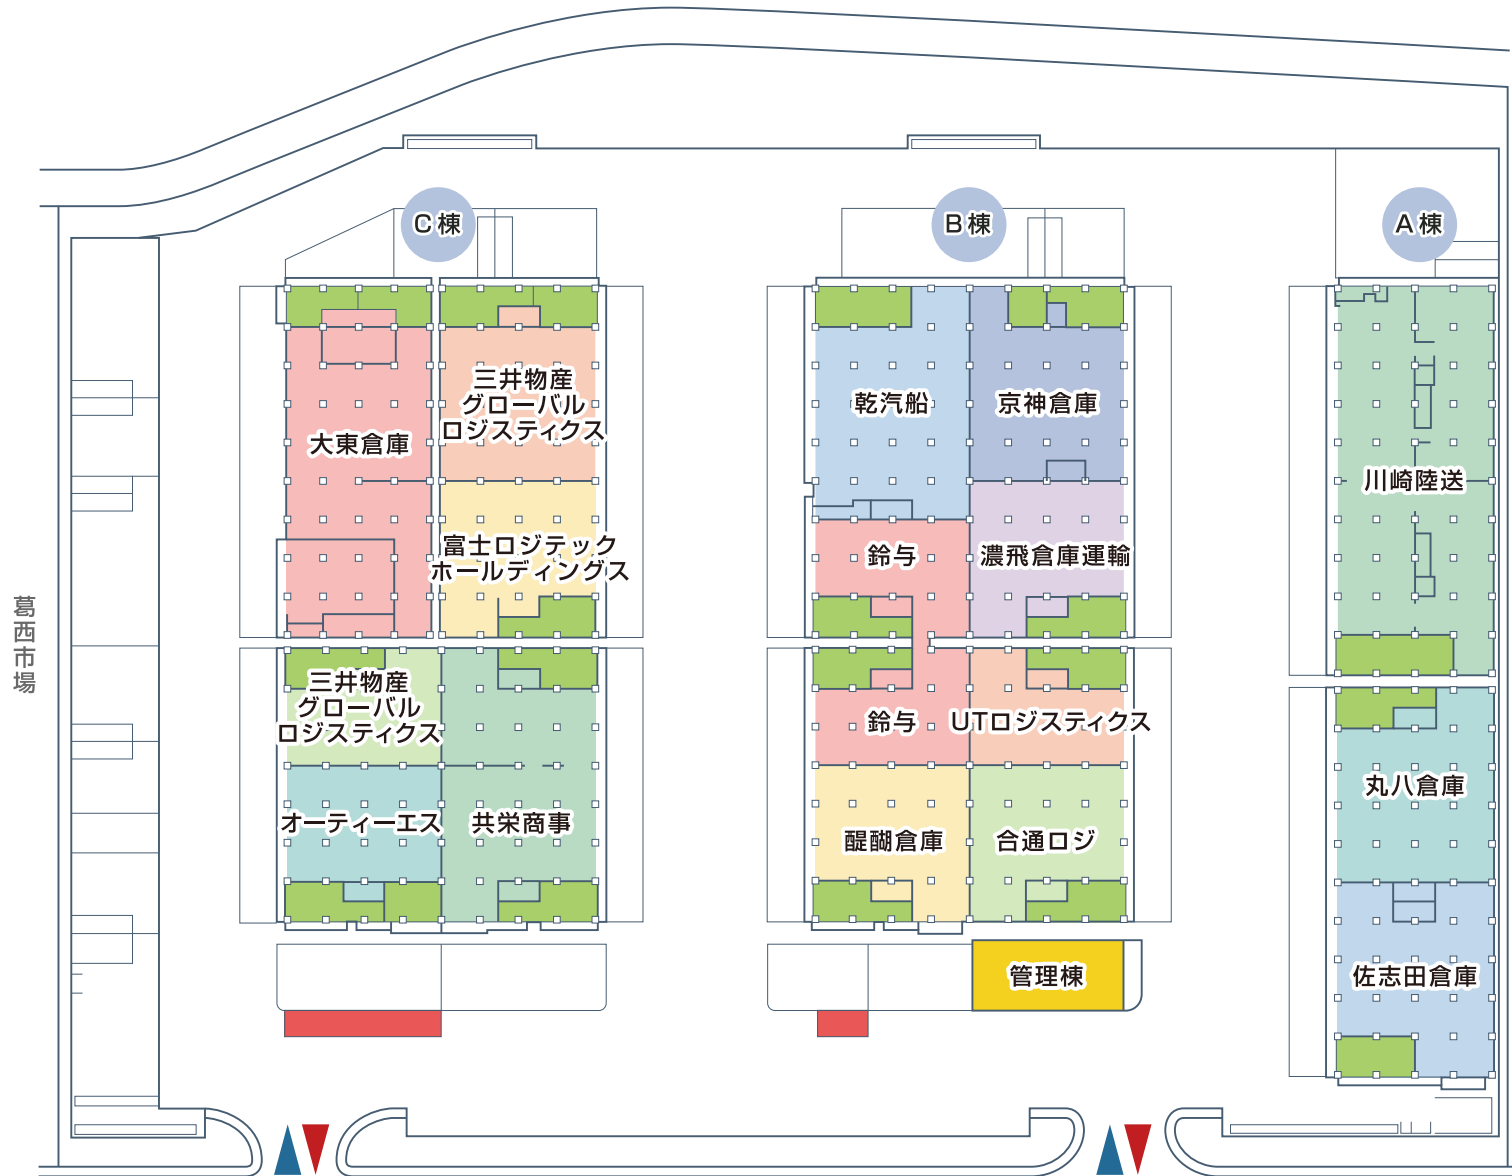 C棟
B棟
A棟
三井物産
グローバル
ロジスティクス
大東倉庫
富士ロジテック
ホールディングス
三井物産
グローバル
ロジスティクス
オーティーエス
共栄商事
乾汽船
京神倉庫
鈴与
濃飛倉庫運輸
鈴与
UTロジスティクス
醍醐倉庫
合通ロジ
管理棟
川崎陸送
丸八倉庫
佐志田倉庫
葛西市場